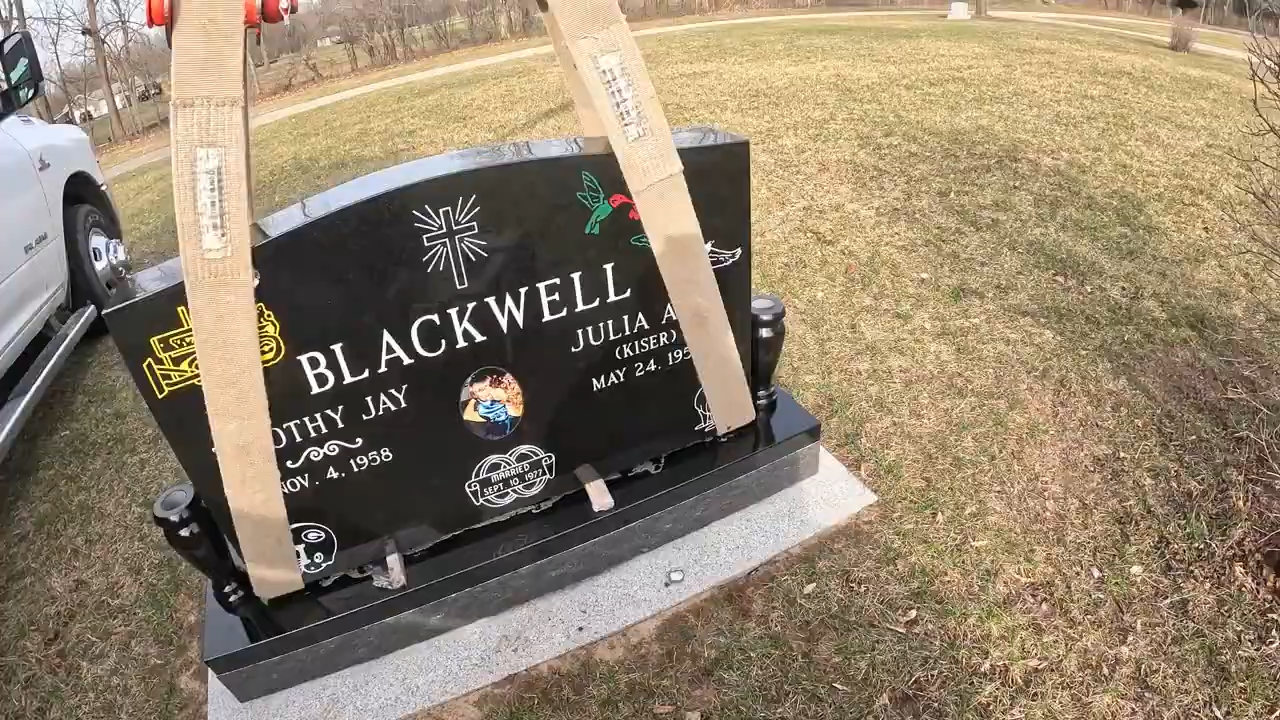 BLACKWELL
OTHY JAY
NOV. 4, 1958
JULIA A
(KISER)
MAY 24, 195
MARRIED
SEPT. 10, 1977
G